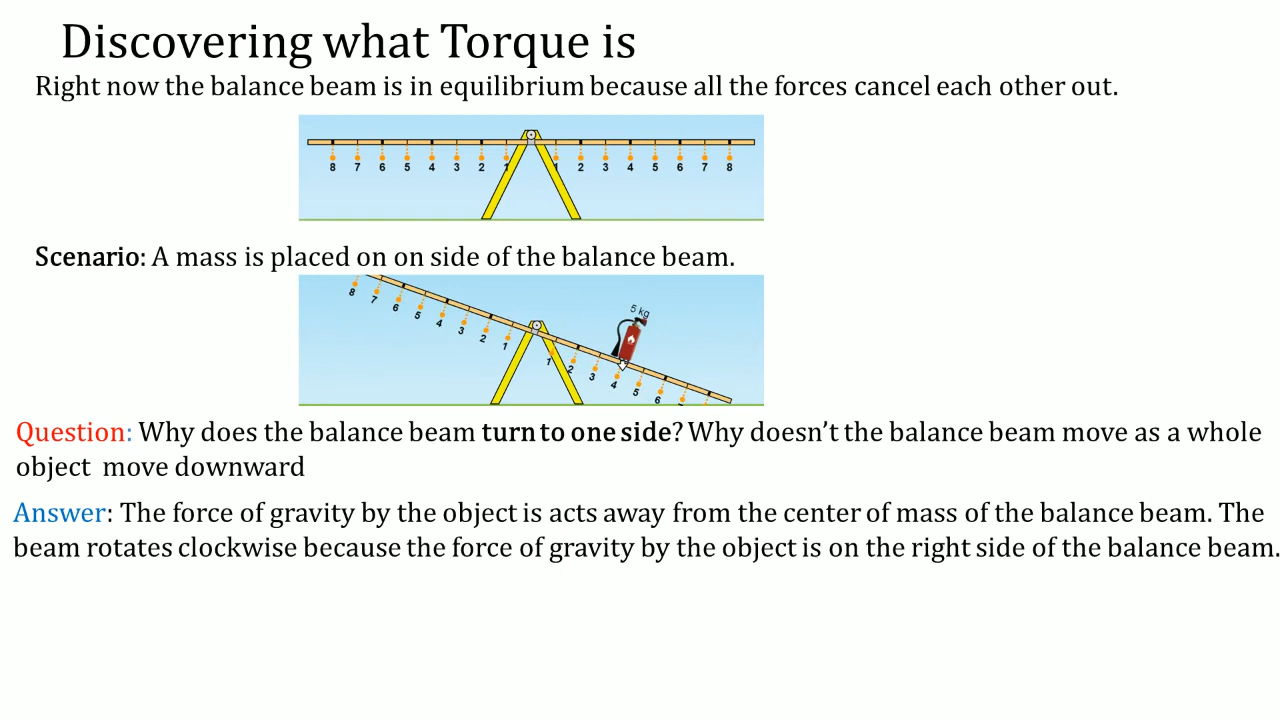 Discovering what Torque is
Right now the balance beam is in equilibrium because all the forces cancel each other out.
8 7 6 5 4 3 2 1 1 2 3 4 5 6 7 8
Scenario: A mass is placed on on side of the balance beam.
5 kg
8 7 6 5 4 3 2 1 1 2 3 4 5 6
Question: Why does the balance beam turn to one side? Why doesn’t the balance beam move as a whole
object move downward
Answer: The force of gravity by the object is acts away from the center of mass of the balance beam. The
beam rotates clockwise because the force of gravity by the object is on the right side of the balance beam.